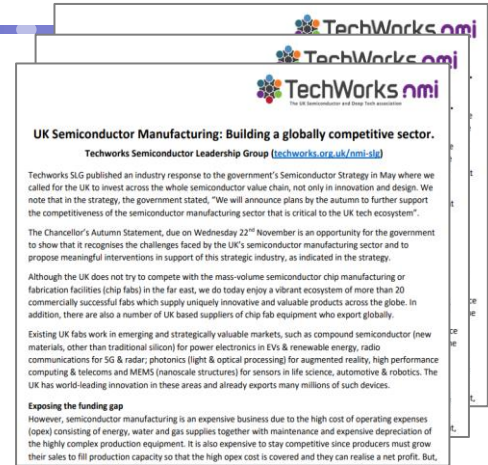 TechWorks nmi
TechWorks nmi
TechWorks nmi
The UK Semiconductor and Deep Tech association
UK Semiconductor Manufacturing: Building a globally competitive sector.
Techworks Semiconductor Leadership Group (techworks.org.uk/nmi-slg)
Techworks SLG published an industry response to the government's Semiconductor Strategy in May where we
called for the UK to invest across the whole semiconductor value chain, not only in innovation and design. We
note that in the strategy, the government stated, "We will announce plans by the autumn to further support
the competitiveness of the semiconductor manufacturing sector that is critical to the UK tech ecosystem".
The Chancellor's Autumn Statement, due on Wednesday 22nd November is an opportunity for the government
to show that it recognises the challenges faced by the UK's semiconductor manufacturing sector and to
propose meaningful interventions in support of this strategic industry, as indicated in the strategy.
Although the UK does not try to compete with the mass-volume semiconductor chip manufacturing or
fabrication facilities (chip fabs) in the far east, we do today enjoy a vibrant ecosystem of more than 20
commercially successful fabs which supply uniquely innovative and valuable products across the globe. In
addition, there are also a number of UK based suppliers of chip fab equipment who export globally.
Existing UK fabs work in emerging and strategically valuable markets, such as compound semiconductor (new
materials, other than traditional silicon) for power electronics in EVs & renewable energy, radio
communications for 5G & radar; photonics (light & optical processing) for augmented reality, high performance
computing & telecoms and MEMS (nanoscale structures) for sensors in life science, automotive & robotics. The
UK has world-leading innovation in these areas and already exports many millions of such devices.
Exposing the funding gap
However, semiconductor manufacturing is an expensive business due to the high cost of operating expenses
(opex) consisting of energy, water and gas supplies together with maintenance and expensive depreciation of
the highly complex production equipment. It is also expensive to stay competitive since producers must grow
their sales to fill production capacity so that the high opex cost is covered and they can realise a net profit. But,